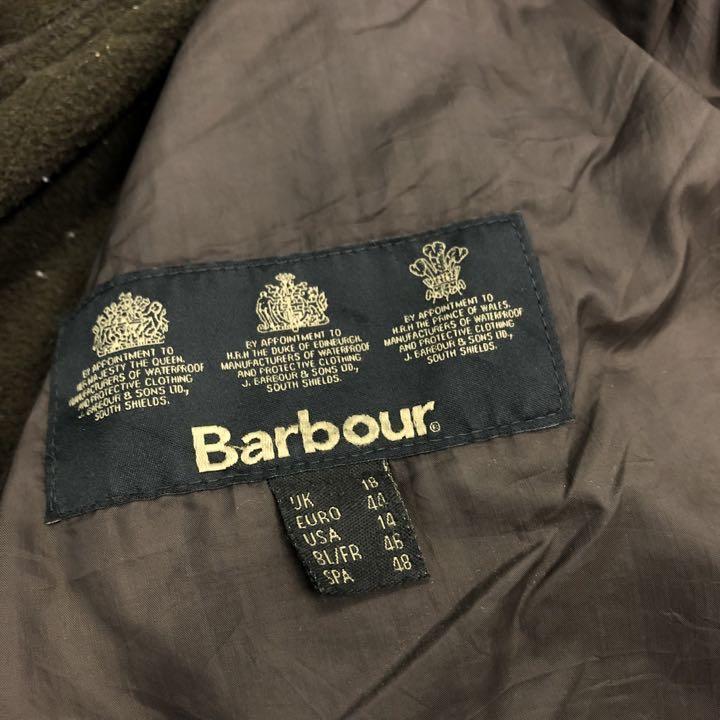 BY APPOINTMENT TO
HER MAJESTY THE QUEEN,
MANUFACTURERS OF WATERPROOF
AND PROTECTIVE CLOTHING
J. BARBOUR & SONS LTD.,
SOUTH SHIELDS.
BY APPOINTMENT TO
H.R.H THE DUKE OF EDINBURGH,
MANUFACTURERS OF WATERPROOF
AND PROTECTIVE CLOTHING
J. BARBOUR & SONS LTD.,
SOUTH SHIELDS.
BY APPOINTMENT TO
H.R.H THE PRINCE OF WALES,
MANUFACTURERS OF WATERPROOF
AND PROTECTIVE CLOTHING
J. BARBOUR & SONS LTD.,
SOUTH SHIELDS.
Barbour®
UK 18
EURO 44
USA 14
BL/FR 46
SPA 48